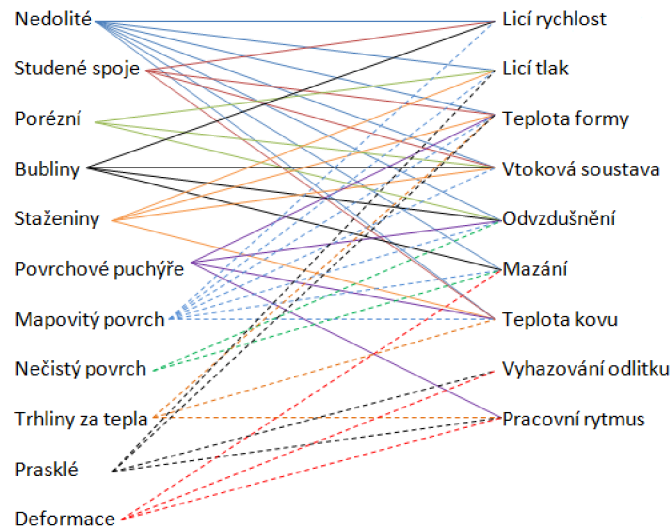 Nedolité
Studené spoje
Porézní
Bubliny
Staženiny
Povrchové puchýře
Mapovitý povrch
Nečistý povrch
Trhliny za tepla
Prasklé
Deformace
Licí rychlost
Licí tlak
Teplota formy
Vtoková soustava
Odvzdušnění
Mazání
Teplota kovu
Vyhazování odlitku
Pracovní rytmus